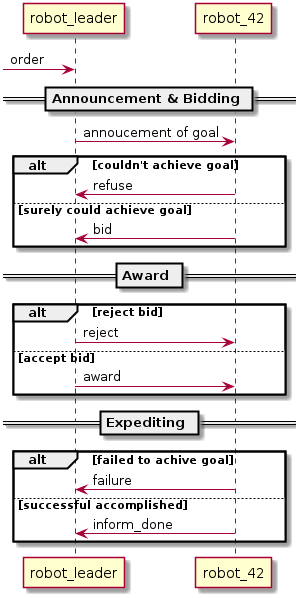 robot_leader robot_42
order
Announcement & Bidding
annoucement of goal
alt [couldn't achieve goal]
refuse
[surely could achieve goal]
bid
Award
alt [reject bid]
reject
[accept bid]
award
Expediting
alt [failed to achive goal]
failure
[successful accomplished]
inform_done
robot_leader robot_42